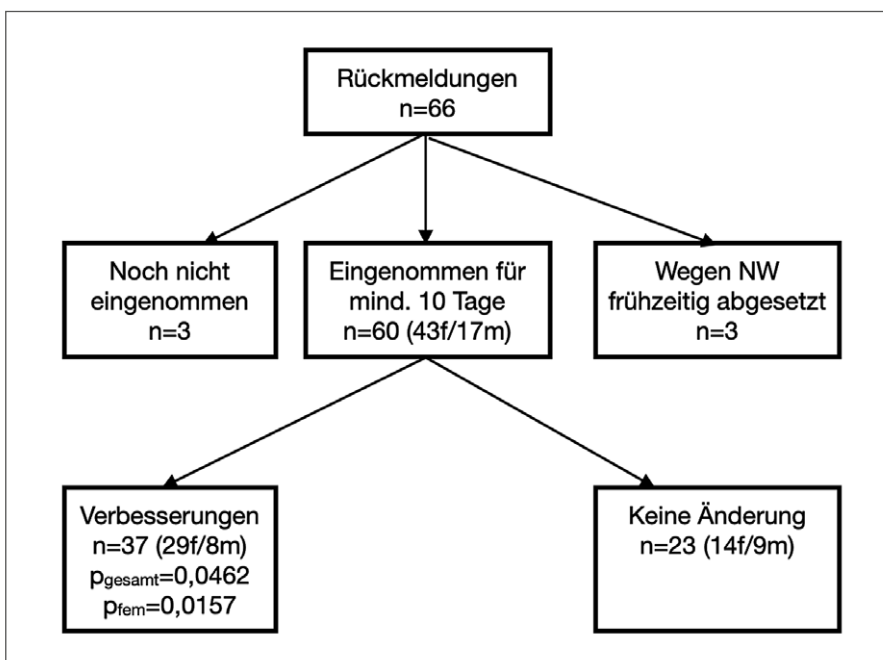 Rückmeldungen
n=66
Noch nicht
eingenommen
n=3
Eingenommen für
mind. 10 Tage
n=60 (43f/17m)
Wegen NW
frühzeitig abgesetzt
n=3
Verbesserungen
n=37 (29f/8m)
pgesamt=0,0462
pfem=0,0157
Keine Änderung
n=23 (14f/9m)